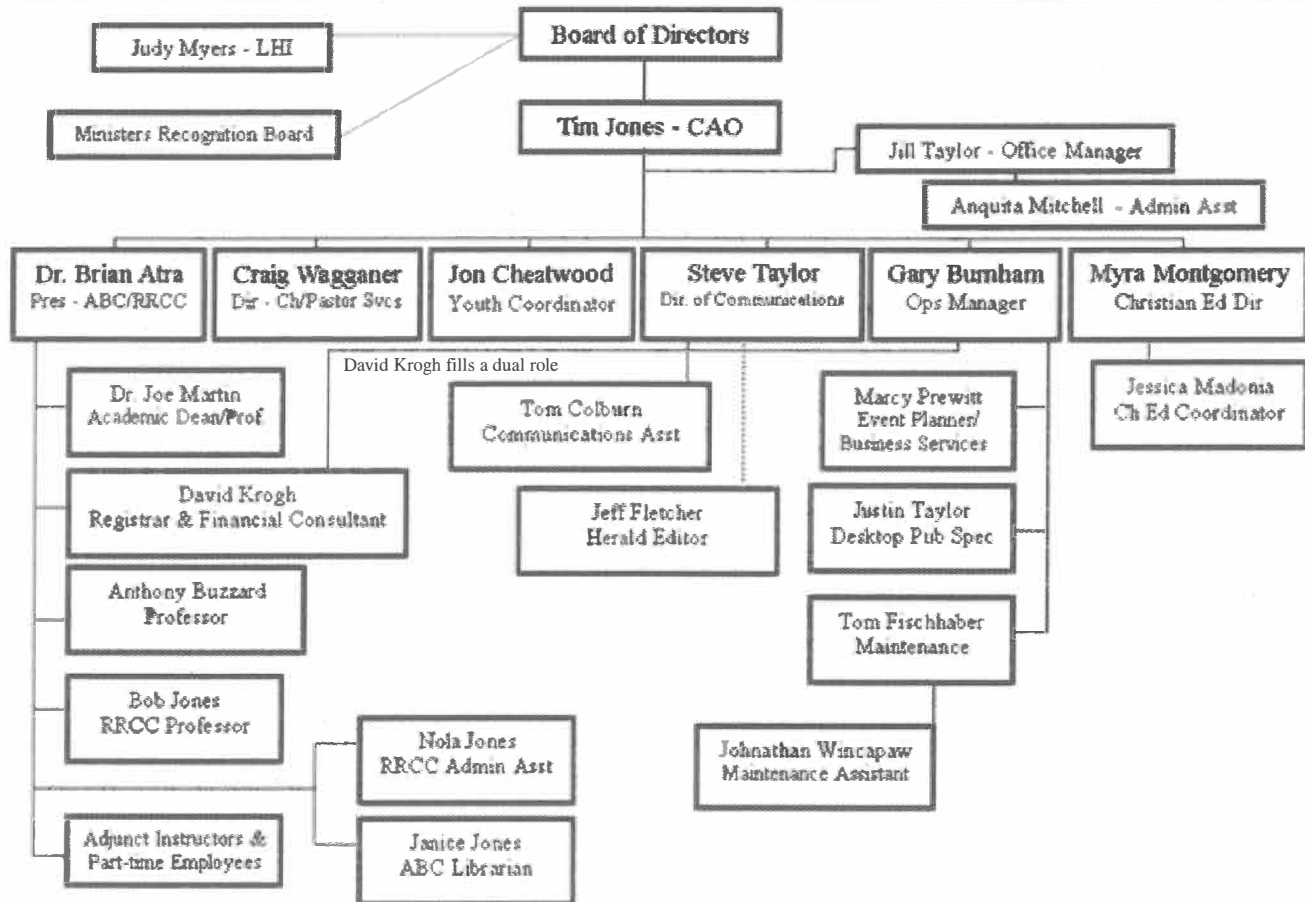 Board of Directors
Judy Myers - LHI
Ministers Recognition Board
Tim Jones - CAO
Jill Taylor - Office Manager
Anquita Mitchell - Admin Asst
Dr. Brian Atra
Pres - ABC/RRCC
Craig Wagganer
Dir - Ch/Pastor Svcs
Jon Cheatwood
Youth Coordinator
Steve Taylor
Dir. of Communications
Gary Burnham
Ops Manager
Myra Montgomery
Christian Ed Dir
David Krogh fills a dual role
Dr. Joe Martin
Academic Dean/Prof
Tom Colburn
Communications Asst
Marcy Prewitt
Event Planner/
Business Services
Jessica Madonia
Ch Ed Coordinator
David Krogh
Registrar & Financial Consultant
Jeff Fletcher
Herald Editor
Justin Taylor
Desktop Pub Spec
Anthony Buzzard
Professor
Tom Fischhaber
Maintenance
Bob Jones
RRCC Professor
Nola Jones
RRCC Admin Asst
Johnathan Wincapaw
Maintenance Assistant
Adjunct Instructors &
Part-time Employees
Janice Jones
ABC Librarian